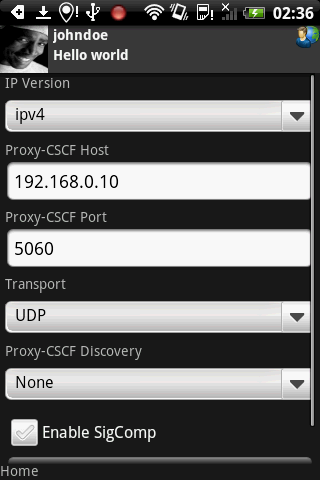 02:36
johndoe
Hello world
IP Version
ipv4
Proxy-CSCF Host
192.168.0.10
Proxy-CSCF Port
5060
Transport
UDP
Proxy-CSCF Discovery
None
Enable SigComp
Home